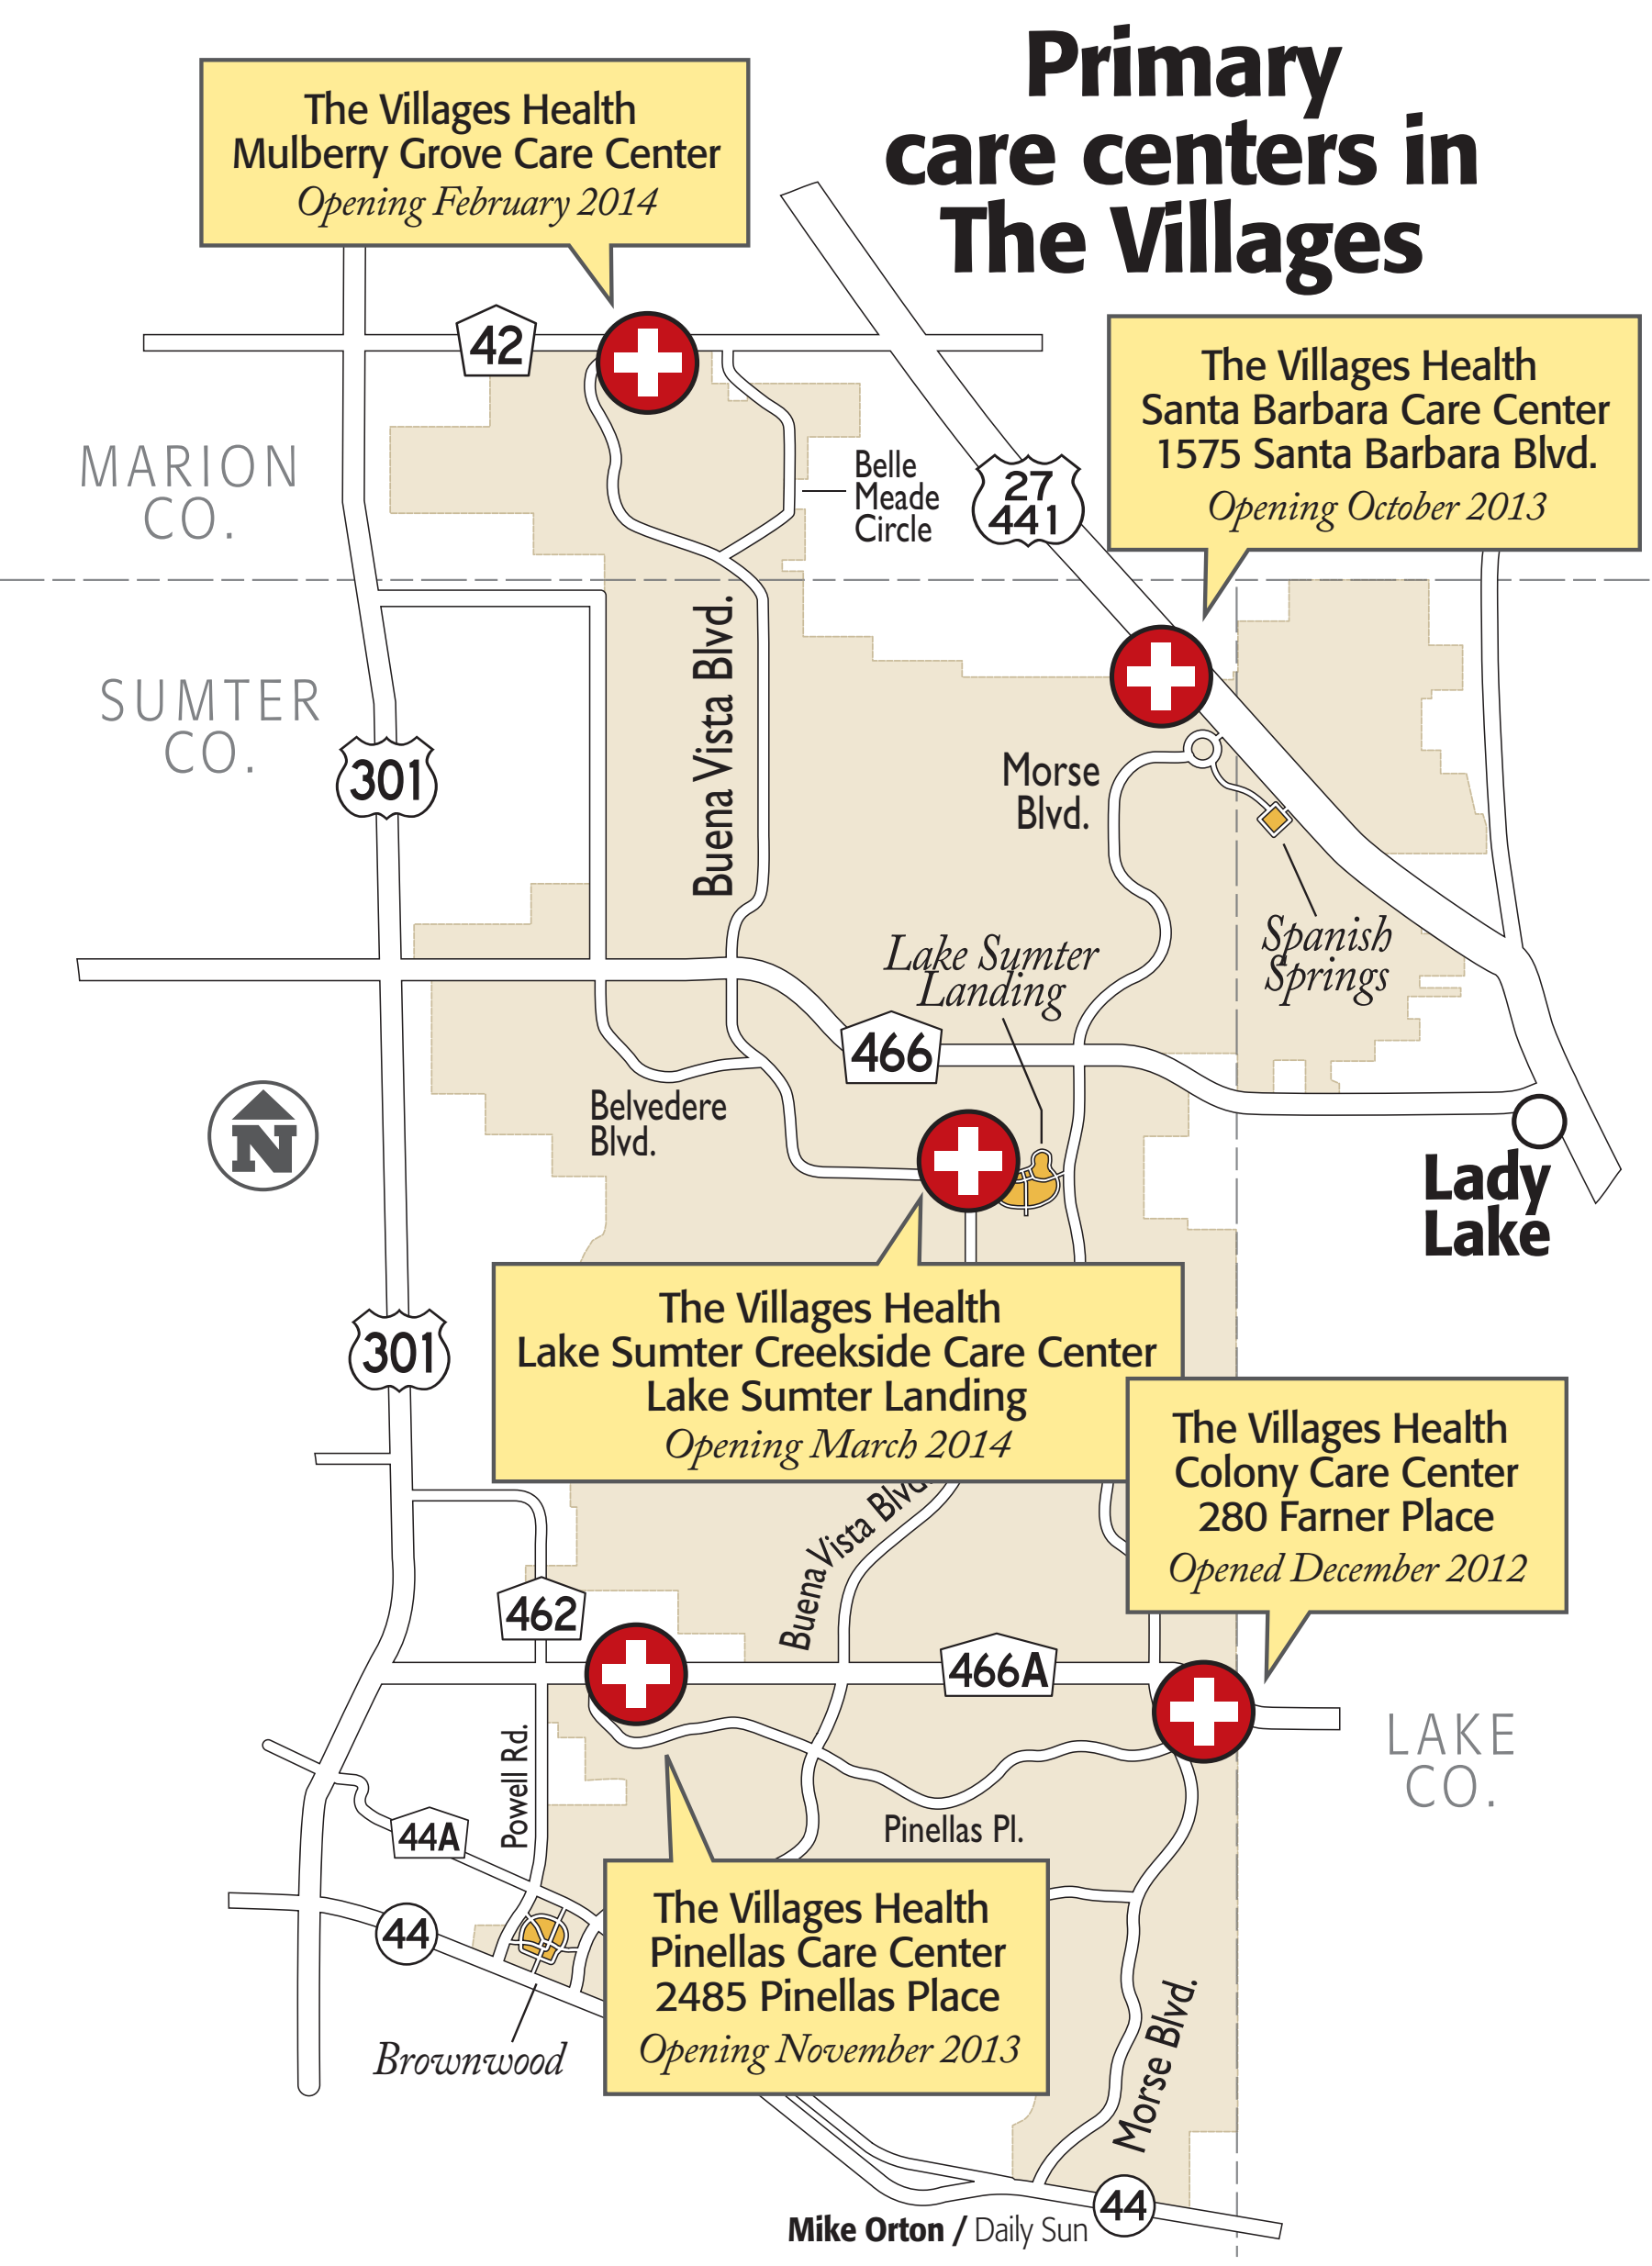 Primary
care centers in
The Villages
The Villages Health
Mulberry Grove Care Center
Opening February 2014
42
The Villages Health
Santa Barbara Care Center
1575 Santa Barbara Blvd.
Opening October 2013
MARION
CO.
Belle
Meade
Circle
27
441
SUMTER
CO.
Buena Vista Blvd.
301
Morse
Blvd.
Spanish
Springs
Lake Sumter
Landing
466
Belvedere
Blvd.
N
Lady
Lake
The Villages Health
Lake Sumter Creekside Care Center
Lake Sumter Landing
Opening March 2014
301
The Villages Health
Colony Care Center
280 Farner Place
Opened December 2012
Buena Vista Blvd.
462
466A
LAKE
CO.
Powell Rd.
Pinellas Pl.
44A
44
The Villages Health
Pinellas Care Center
2485 Pinellas Place
Opening November 2013
Brownwood
Morse Blvd.
44
Mike Orton / Daily Sun